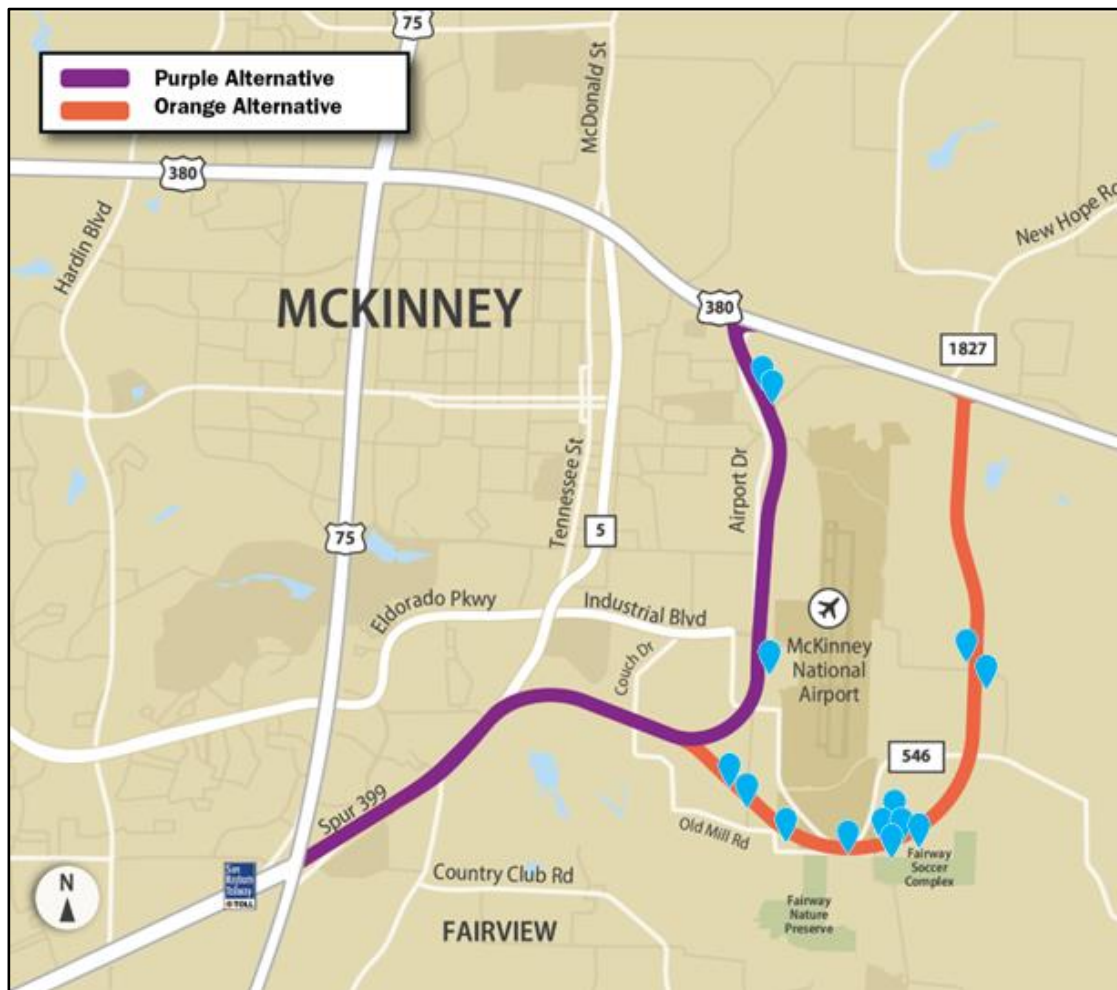 75
Purple Alternative
Orange Alternative
McDonald St
380
Hardin Blvd
New Hope Rd
MCKINNEY
380
1827
Tennessee St
Airport Dr
5
75
Eldorado Pkwy
Industrial Blvd
Couch Dr
McKinney
National
Airport
546
Spur 399
Old Mill Rd
Fairway
Soccer
Complex
Country Club Rd
N
TOLL
Fairway
Nature
Preserve
FAIRVIEW